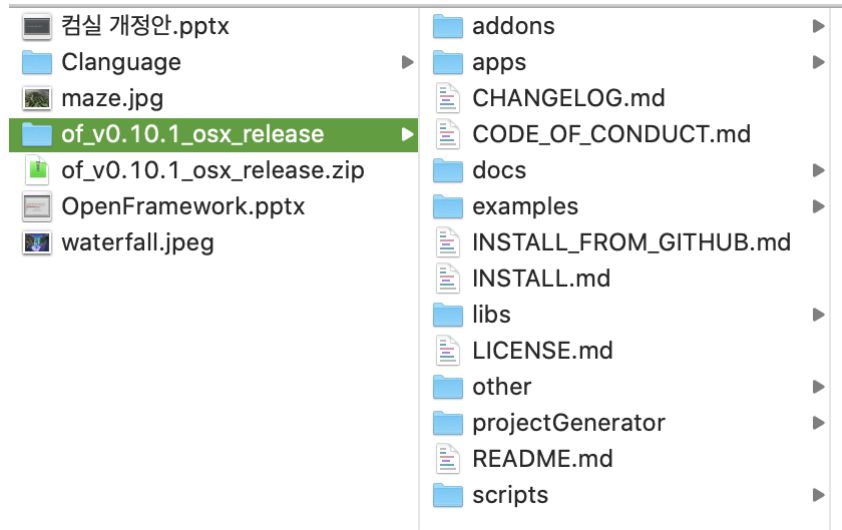 컴실 개정안.pptx
Clanguage
maze.jpg
of_v0.10.1_osx_release
of_v0.10.1_osx_release.zip
OpenFramework.pptx
waterfall.jpeg
addons
apps
CHANGELOG.md
CODE_OF_CONDUCT.md
docs
examples
INSTALL_FROM_GITHUB.md
INSTALL.md
libs
LICENSE.md
other
projectGenerator
README.md
scripts